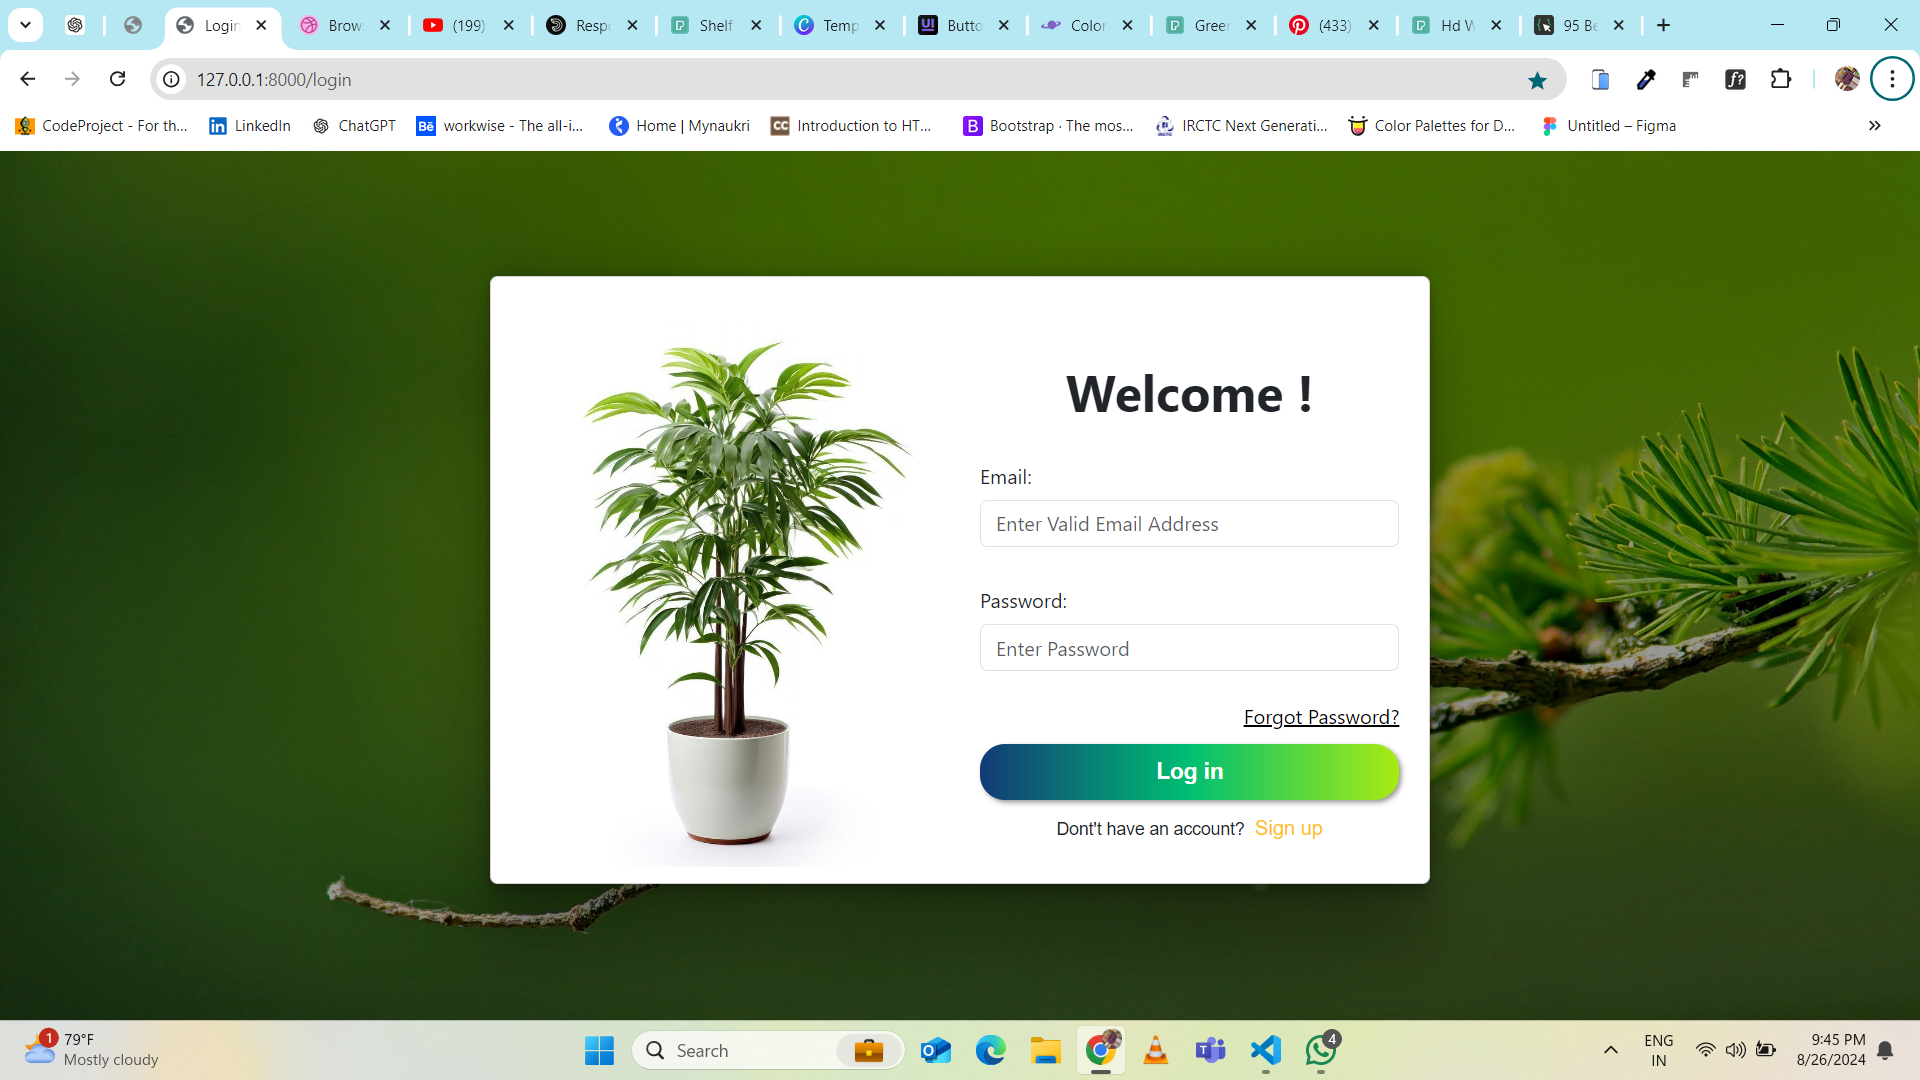 Login
Brow
(199)
Resp
Shelf
Temp
Butto
Color
Green
(433)
Hd W
95 Be
127.0.0.1:8000/login
CodeProject - For th...
LinkedIn
ChatGPT
workwise - The all-i...
Home | Mynaukri
Introduction to HT...
Bootstrap · The mos...
IRCTC Next Generati...
Color Palettes for D...
Untitled – Figma
Welcome !
Email:
Enter Valid Email Address
Password:
Enter Password
Forgot Password?
Log in
Dont't have an account? Sign up
1
79°F
Mostly cloudy
Search
4
ENG
IN
9:45 PM
8/26/2024